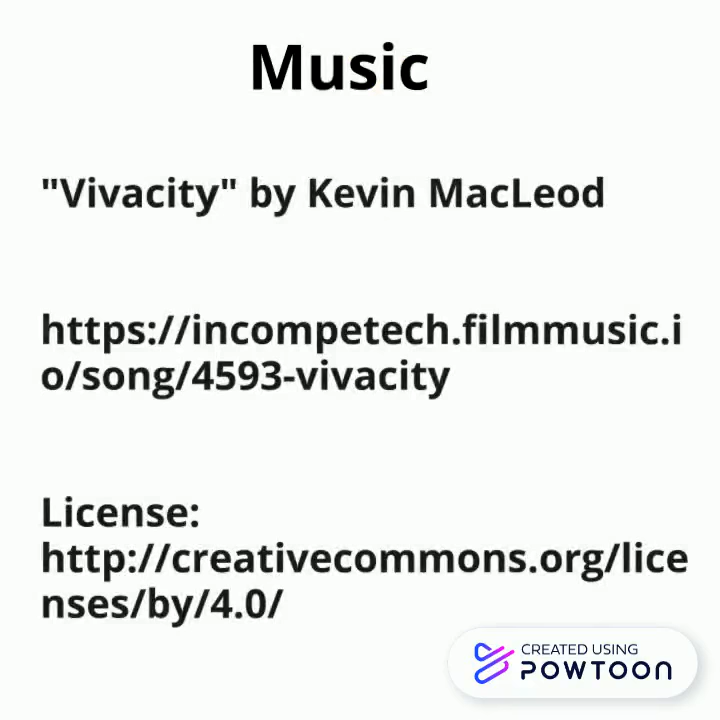 Music
"Vivacity" by Kevin MacLeod
https://incompetech.filmmusic.i
o/song/4593-vivacity
License:
http://creativecommons.org/lice
nses/by/4.0/
CREATED USING
POWTOON